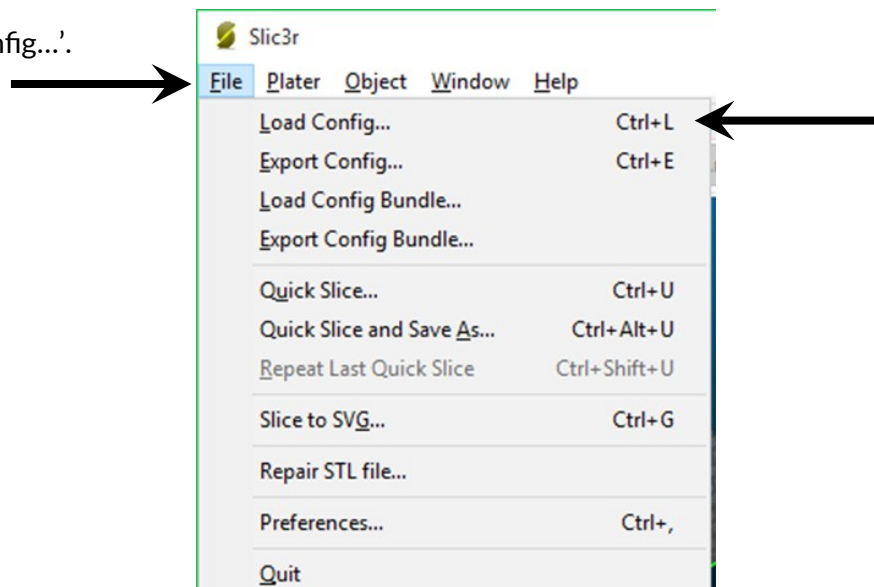 nfig...'.
Slic3r
File Plater Object Window Help
Load Config... Ctrl+L
Export Config... Ctrl+E
Load Config Bundle...
Export Config Bundle...
Quick Slice... Ctrl+U
Quick Slice and Save As... Ctrl+Alt+U
Repeat Last Quick Slice Ctrl+Shift+U
Slice to SVG... Ctrl+G
Repair STL file...
Preferences... Ctrl+,
Quit